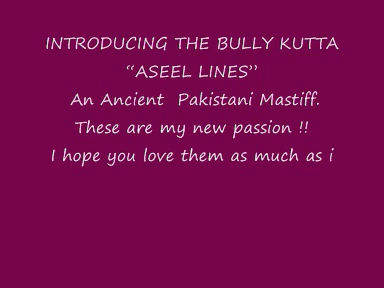 INTRODUCING THE BULLY KUTTA
“ASEEL LINES”
An Ancient  Pakistani Mastiff.
These are my new passion !!
I hope you love them as much as i